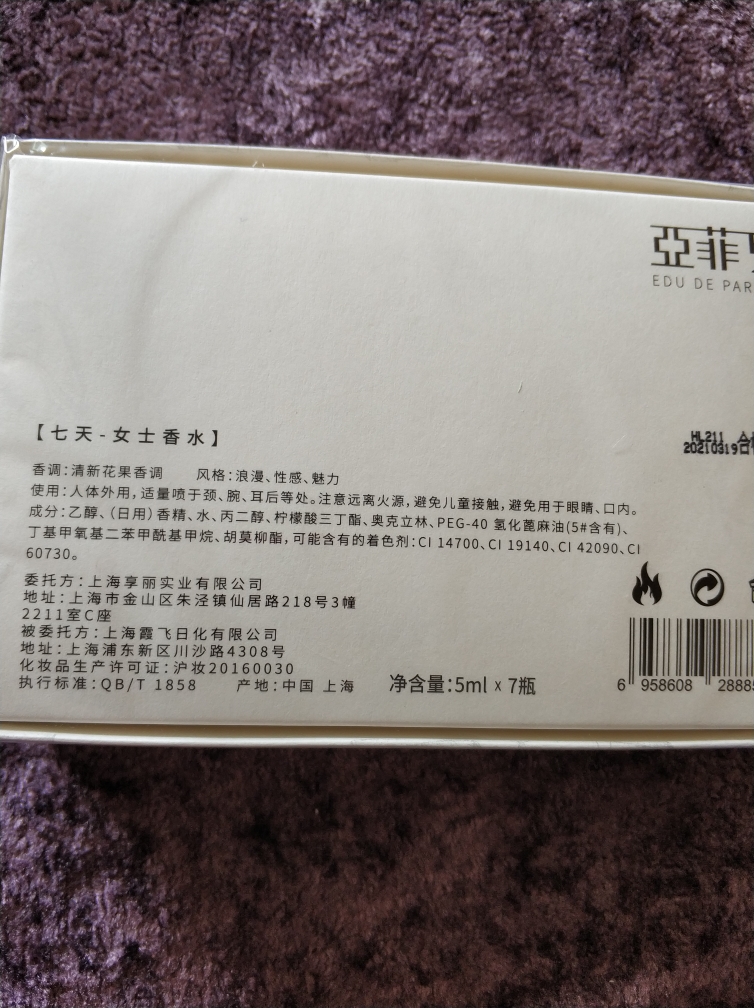 亞菲
EDU DE PAR
【七天-女士香水】
HL211
20210319
香调:清新花果香调 风格:浪漫、性感、魅力
使用:人体外用,适量喷于颈、腕、耳后等处。注意远离火源,避免儿童接触,避免用于眼睛、口内。
成分:乙醇、(日用)香精、水、丙二醇、柠檬酸三丁酯、奥克立林、PEG-40 氢化蓖麻油(5#含有)、
丁基甲氧基二苯甲酰基甲烷、胡莫柳酯,可能含有的着色剂:CI 14700、CI 19140、CI 42090、CI
60730。
委托方:上海享丽实业有限公司
地址:上海市金山区朱泾镇仙居路218号3幢
2211室C座
被委托方:上海霞飞日化有限公司
地址:上海浦东新区川沙路4308号
化妆品生产许可证:沪妆20160030
执行标准:QB/T 1858 产地:中国 上海 净含量:5ml x 7瓶
6 958608 2888